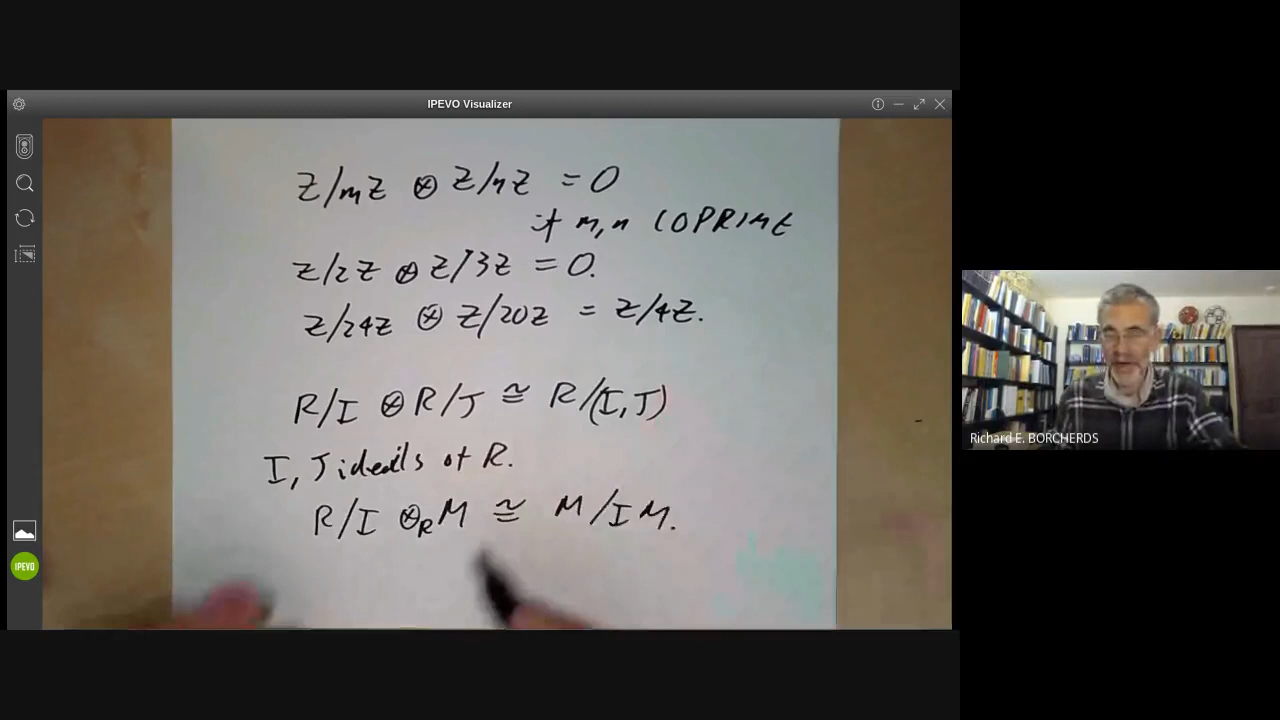 IPEVO Visualizer
Z/mZ ⊗ Z/nZ = 0
if m,n COPRIME
Z/2Z ⊗ Z/3Z = 0.
Z/24Z ⊗ Z/20Z = Z/4Z.
R/I ⊗ R/J ≅ R/(I,J)
I, J ideals of R.
R/I ⊗_R M ≅ M/IM.
IPEVO
Richard E. BORCHERDS